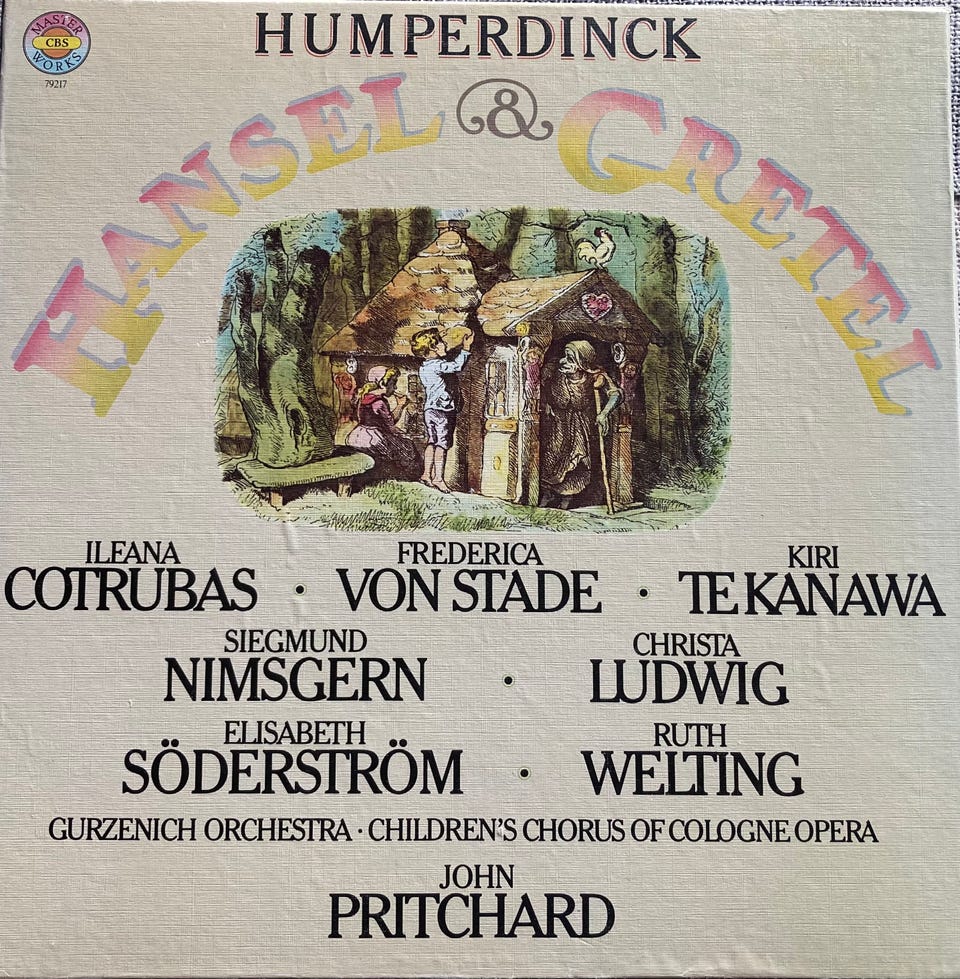 HUMPERDINCK
MASTER
CBS
WORKS
79217
HANSEL & GRETEL
ILEANA FREDERICA KIRI
COTRUBAS · VON STADE · TE KANAWA
SIEGMUND CHRISTA
NIMSGERN · LUDWIG
ELISABETH RUTH
SÖDERSTRÖM · WELTING
GURZENICH ORCHESTRA · CHILDREN'S CHORUS OF COLOGNE OPERA
JOHN
PRITCHARD